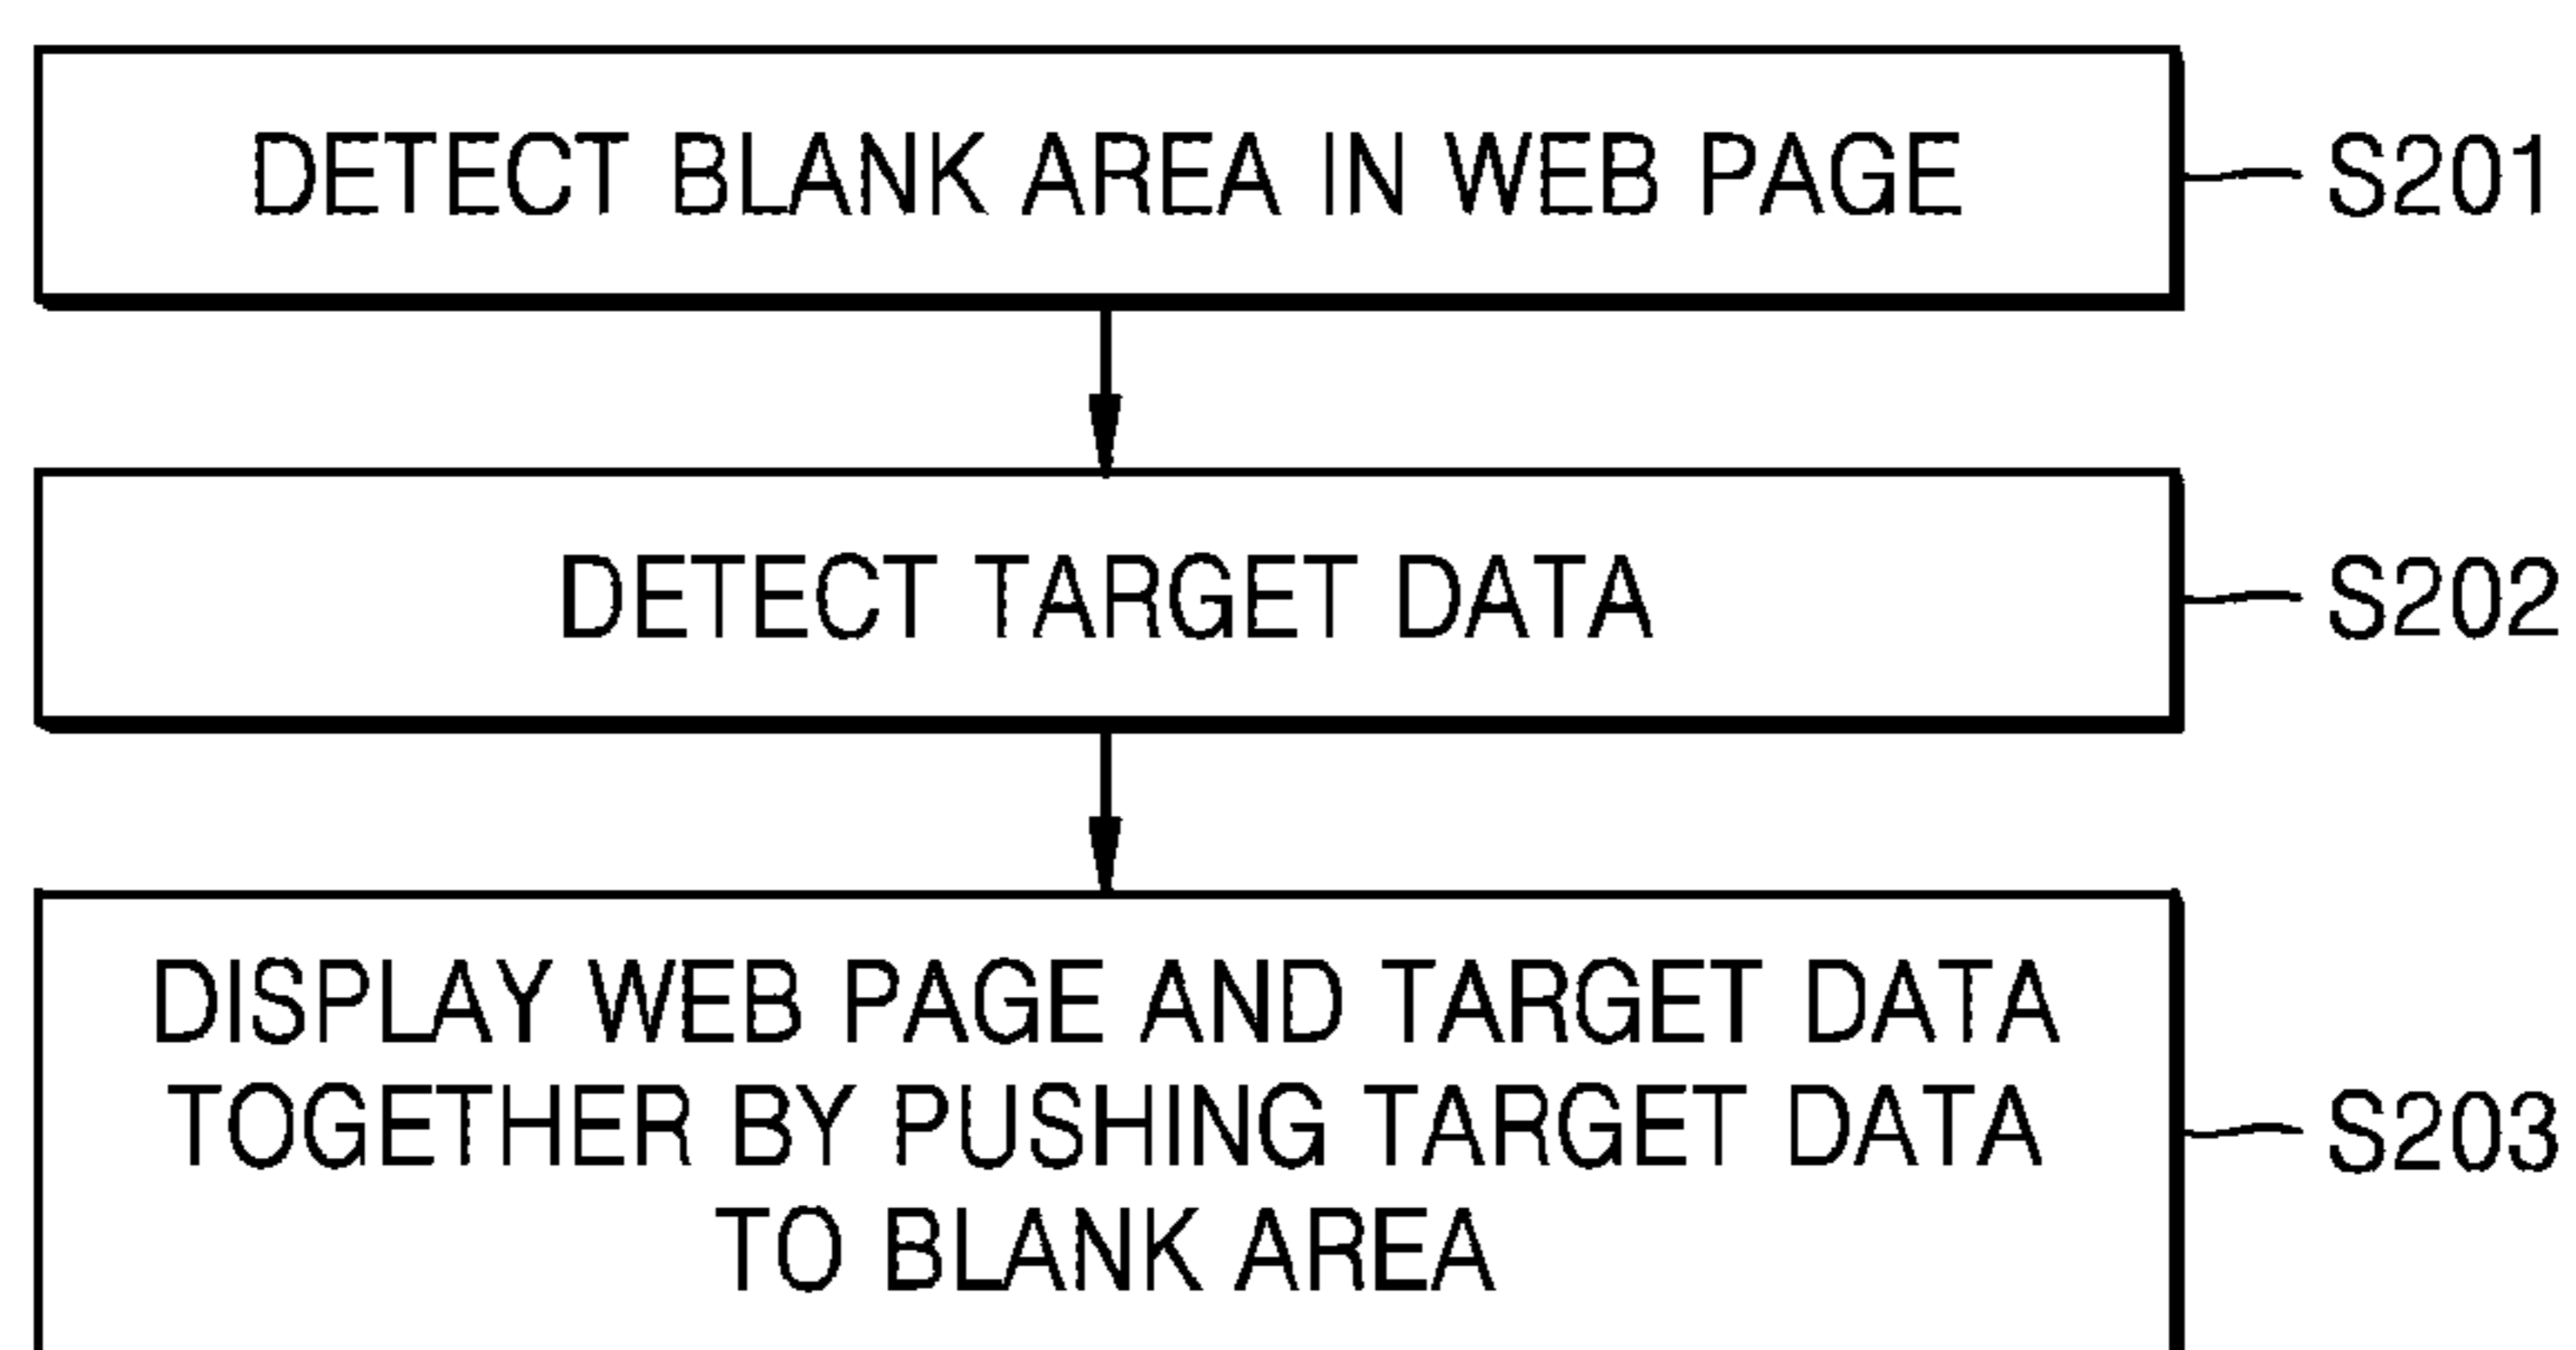 DETECT BLANK AREA IN WEB PAGE S201
DETECT TARGET DATA S202
DISPLAY WEB PAGE AND TARGET DATA
TOGETHER BY PUSHING TARGET DATA S203
TO BLANK AREA